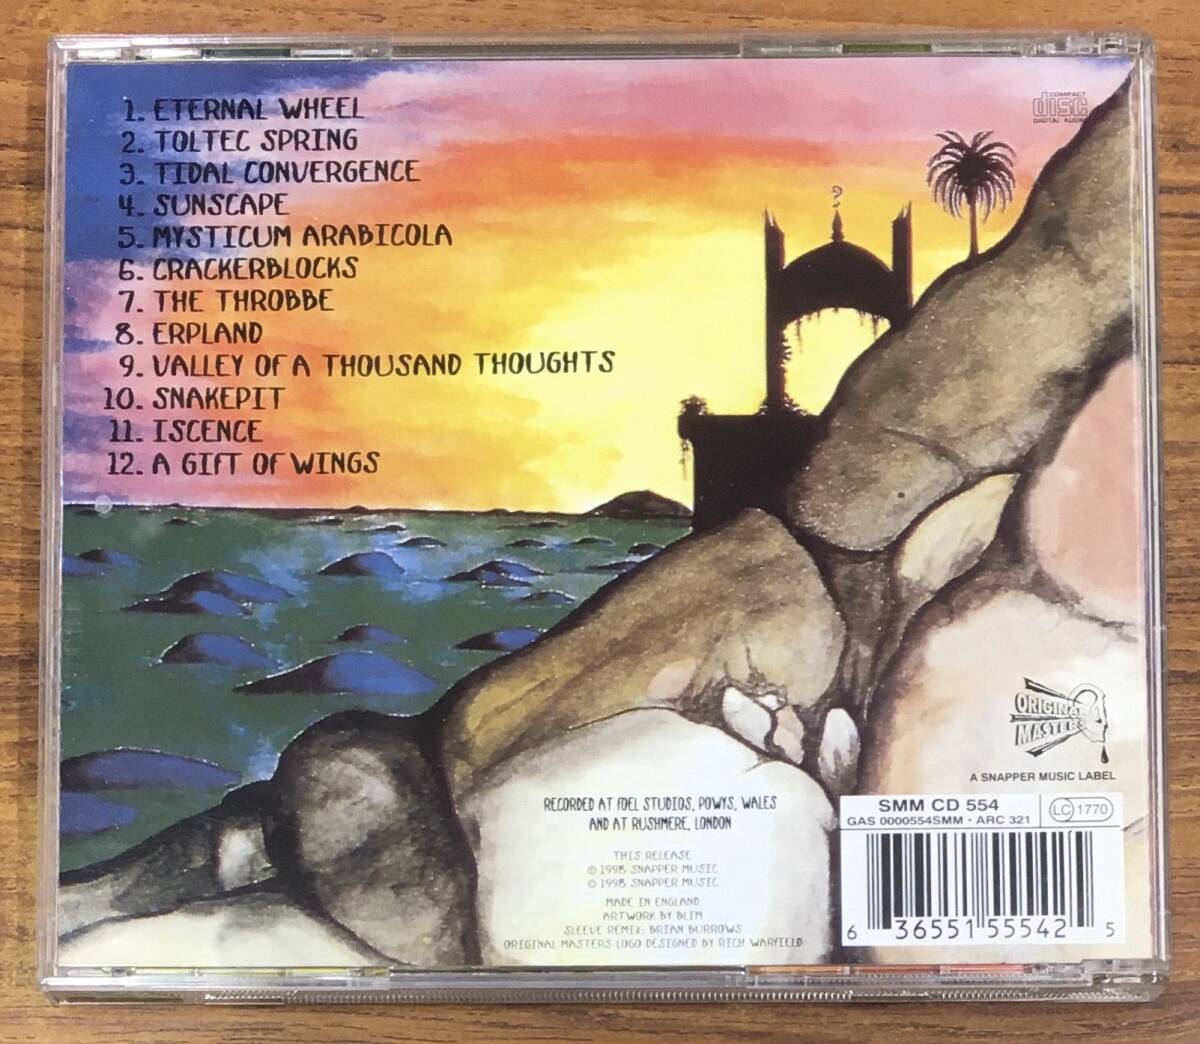 1. ETERNAL WHEEL
2. TOLTEC SPRING
3. TIDAL CONVERGENCE
4. SUNSCAPE
5. MYSTICUM ARABICOLA
6. CRACKERBLOCKS
7. THE THROBBE
8. ERPLAND
9. VALLEY OF A THOUSAND THOUGHTS
10. SNAKEPIT
11. ISCENCE
12. A GIFT OF WINGS
COMPACT
disc
DIGITAL AUDIO
ORIGINAL
MASTERS
A SNAPPER MUSIC LABEL
RECORDED AT FOEL STUDIOS, POWYS, WALES
AND AT RUSHMERE, LONDON
THIS RELEASE
℗ 1998 SNAPPER MUSIC
© 1998 SNAPPER MUSIC
MADE IN ENGLAND
ARTWORK BY BLIM
SLEEVE REMIX: BRIAN BURROWS
ORIGINAL MASTERS LOGO DESIGNED BY RICH WARFIELD
SMM CD 554
GAS 0000554SMM · ARC 321
LC 1770
6 36551 55542 5